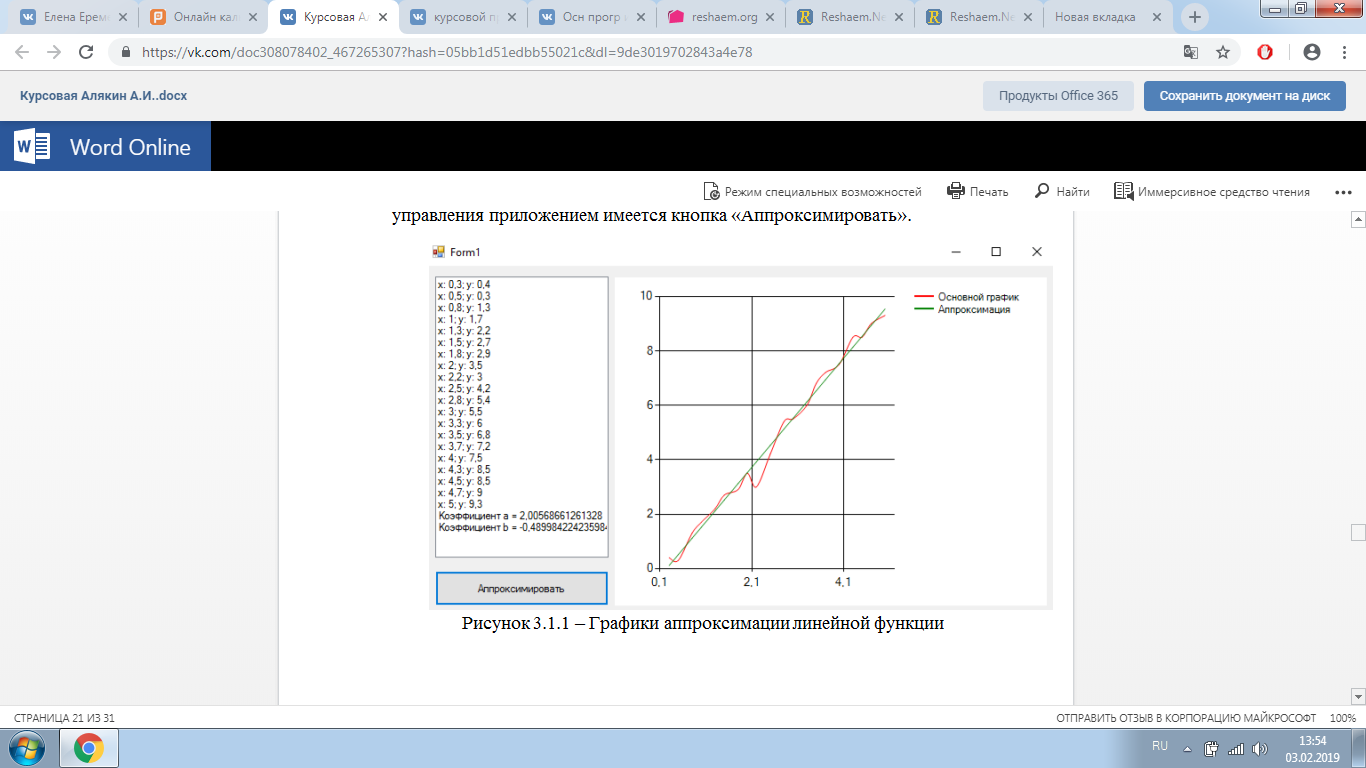 Елена Ерем
Онлайн кал
Курсовая Ал
курсовой п
Осн прогр
reshaem.org
Reshaem.Ne
Reshaem.Ne
Новая вкладка
https://vk.com/doc308078402_467265307?hash=05bb1d51edbb55021c&dl=9de3019702843a4e78
Курсовая Алякин А.И..docx
Продукты Office 365
Сохранить документ на диск
Word Online
Режим специальных возможностей
Печать
Найти
Иммерсивное средство чтения
управления приложением имеется кнопка «Аппроксимировать».
Form1
x: 0,3; y: 0,4
x: 0,5; y: 0,3
x: 0,8; y: 1,3
x: 1; y: 1,7
x: 1,3; y: 2,2
x: 1,5; y: 2,7
x: 1,8; y: 2,9
x: 2; y: 3,5
x: 2,2; y: 3
x: 2,5; y: 4,2
x: 2,8; y: 5,4
x: 3; y: 5,5
x: 3,3; y: 6
x: 3,5; y: 6,8
x: 3,7; y: 7,2
x: 4; y: 7,5
x: 4,3; y: 8,5
x: 4,5; y: 8,5
x: 4,7; y: 9
x: 5; y: 9,3
Коэффициент a = 2,00568661261328
Коэффициент b = -0,48998422423598
Аппроксимировать
10
8
6
4
2
0
0,1
2,1
4,1
Основной график
Аппроксимация
Рисунок 3.1.1 – Графики аппроксимации линейной функции
СТРАНИЦА 21 ИЗ 31
ОТПРАВИТЬ ОТЗЫВ В КОРПОРАЦИЮ МАЙКРОСОФТ
100%
RU
13:54
03.02.2019